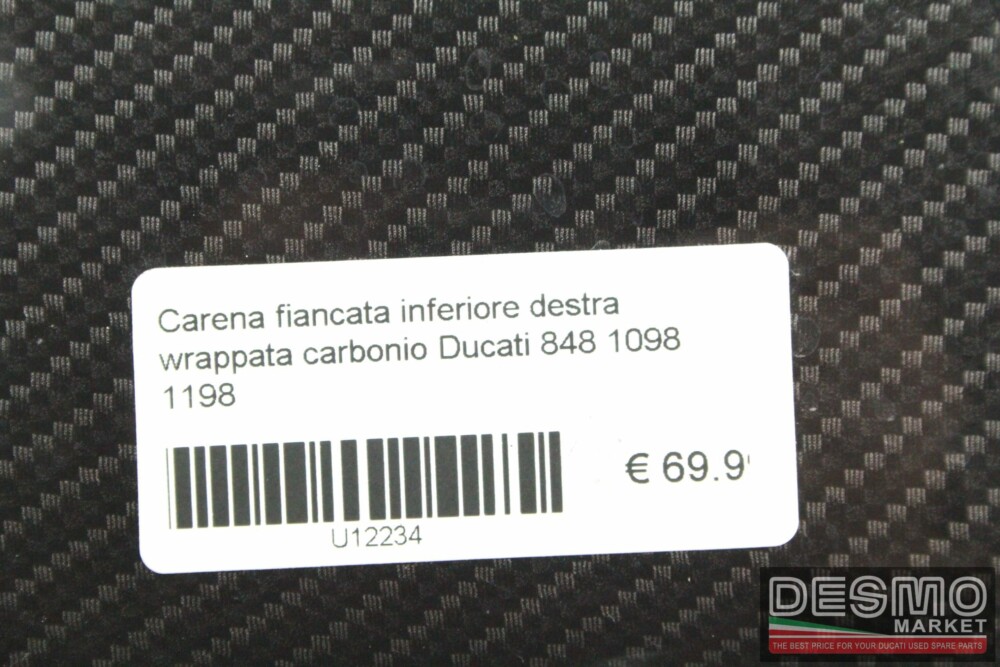 Carena fiancata inferiore destra
wrappata carbonio Ducati 848 1098
1198
€ 69.9
U12234
DESMO
MARKET
THE BEST PRICE FOR YOUR DUCATI USED SPARE PARTS